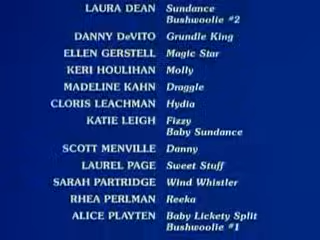 LAURA DEAN Sundance
Bushwoolie #2
DANNY DeVITO Grundle King
ELLEN GERSTELL Magic Star
KERI HOULIHAN Molly
MADELINE KAHN Draggle
CLORIS LEACHMAN Hydia
KATIE LEIGH Fizzy
Baby Sundance
SCOTT MENVILLE Danny
LAUREL PAGE Sweet Stuff
SARAH PARTRIDGE Wind Whistler
RHEA PERLMAN Reeka
ALICE PLAYTEN Baby Lickety Split
Bushwoolie #1